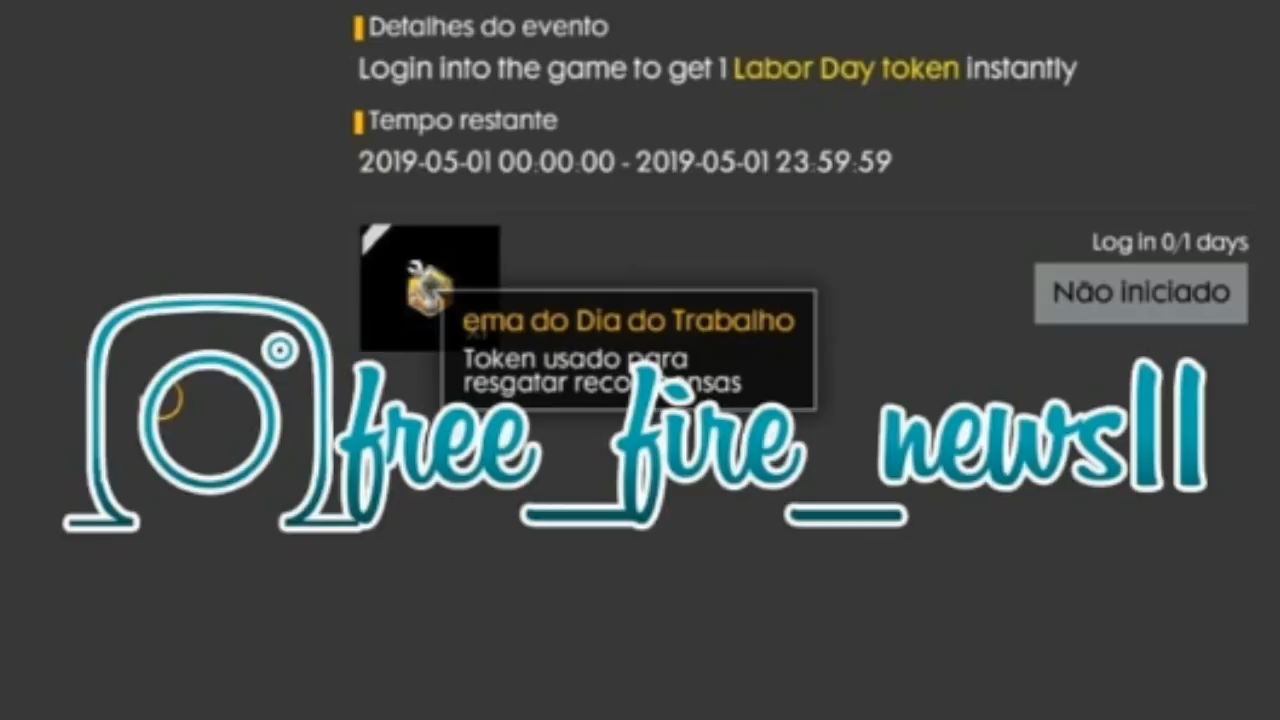 Detalhes do evento
Login into the game to get 1 Labor Day token instantly
Tempo restante
2019-05-01 00:00:00 - 2019-05-01 23:59:59
Log in 0/1 days
Não iniciado
ema do Dia do Trabalho
Token usado para
resgatar
free_fire_news11